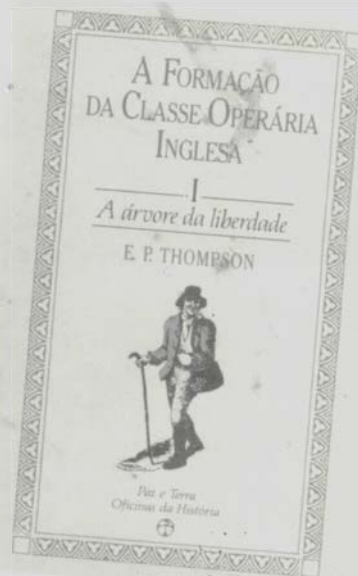 A FORMAÇÃO
DA CLASSE OPERÁRIA
INGLESA
I
A árvore da liberdade
E. P. THOMPSON
Paz e Terra
Oficinas da História